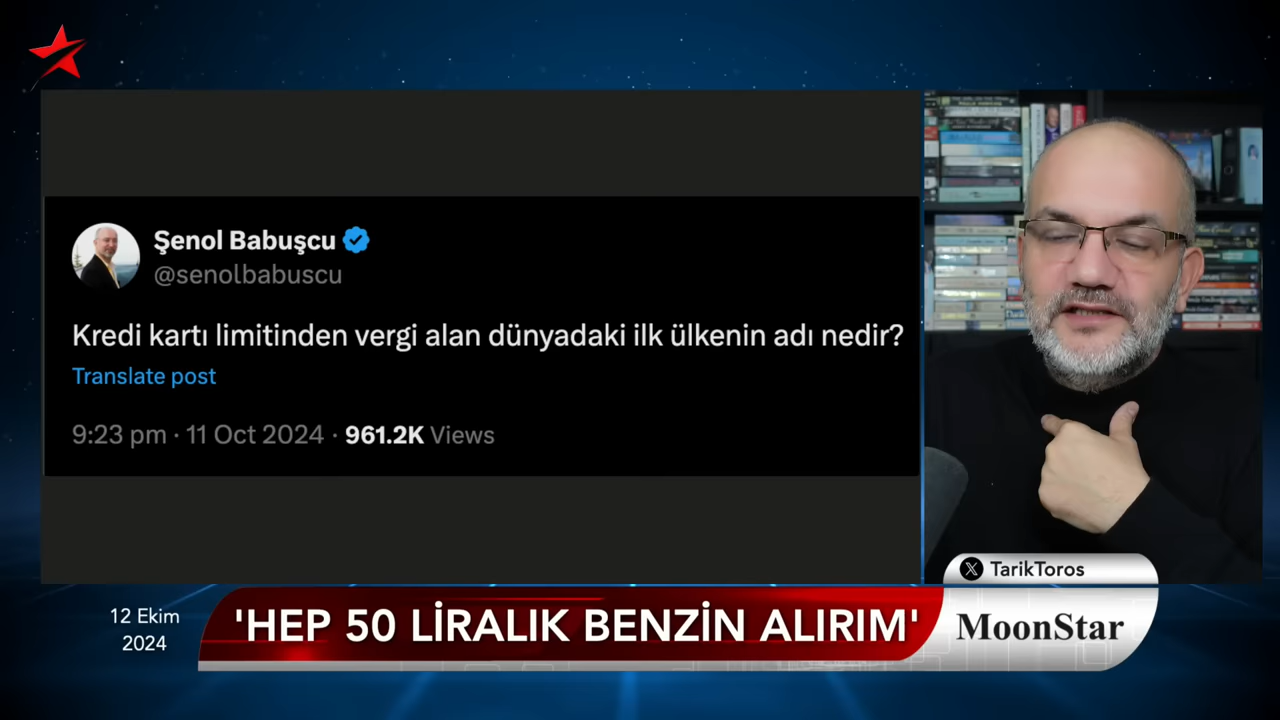 Şenol Babuşcu
@senolbabuscu
Kredi kartı limitinden vergi alan dünyadaki ilk ülkenin adı nedir?
Translate post
9:23 pm · 11 Oct 2024 · 961.2K Views
X TarikToros
12 Ekim
2024
'HEP 50 LİRALIK BENZİN ALIRIM'
MoonStar